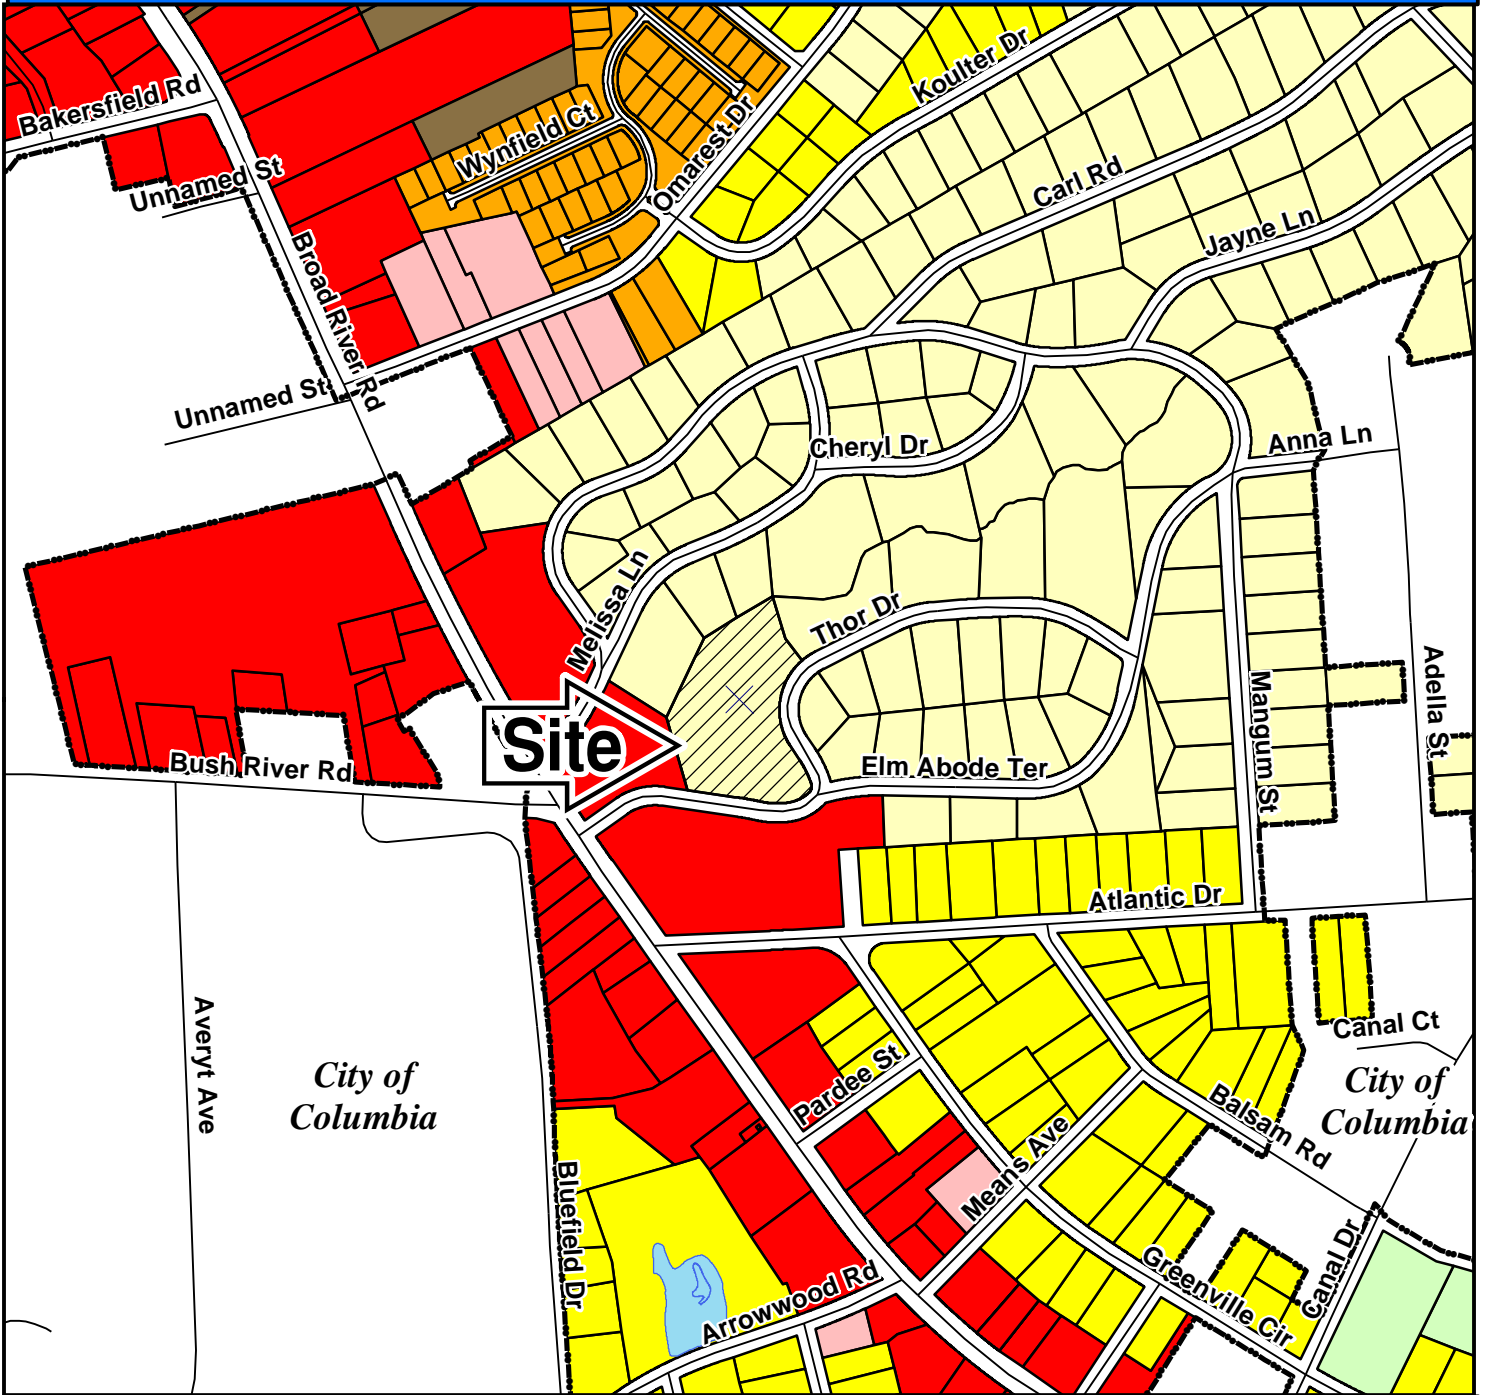 Koulter Dr
Bakersfield Rd
Wynfield Ct
Omarest Dr
Unnamed St
Carl Rd
Jayne Ln
Broad River Rd
Unnamed St
Anna Ln
Cheryl Dr
Melissa Ln
Thor Dr
Adella St
Mangum St
Site
Bush River Rd
Elm Abode Ter
Atlantic Dr
Averyt Ave
Canal Ct
City of
Columbia
Pardee St
City of
Columbia
Balsam Rd
Means Ave
Bluefield Dr
Canal Dr
Greenville Cir
Arrowwood Rd